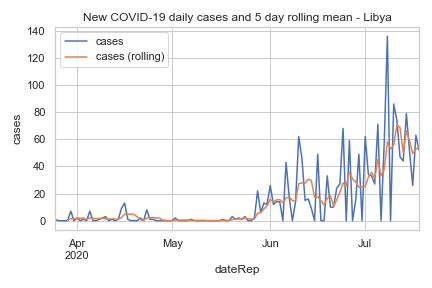 New COVID-19 daily cases and 5 day rolling mean - Libya
cases
cases (rolling)
140
120
100
80
60
40
20
0
cases
Apr
2020
May
Jun
Jul
dateRep